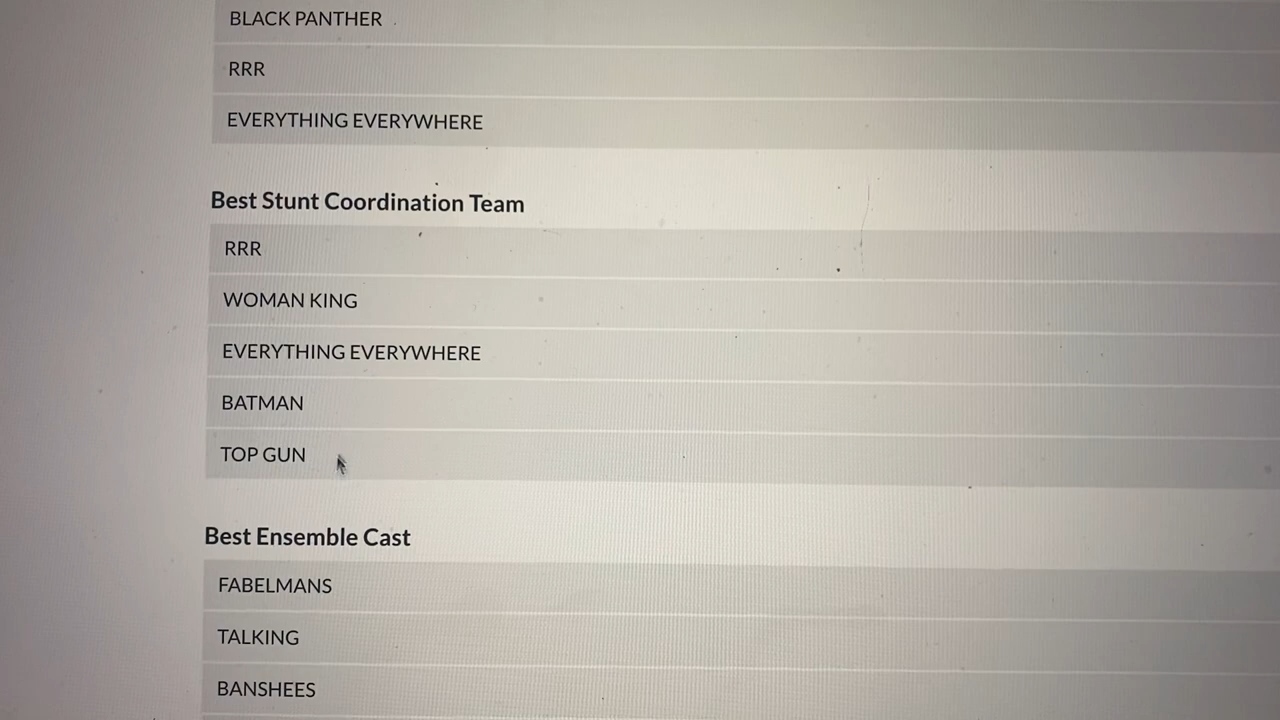 BLACK PANTHER
RRR
EVERYTHING EVERYWHERE
Best Stunt Coordination Team
RRR
WOMAN KING
EVERYTHING EVERYWHERE
BATMAN
TOP GUN
Best Ensemble Cast
FABELMANS
TALKING
BANSHEES